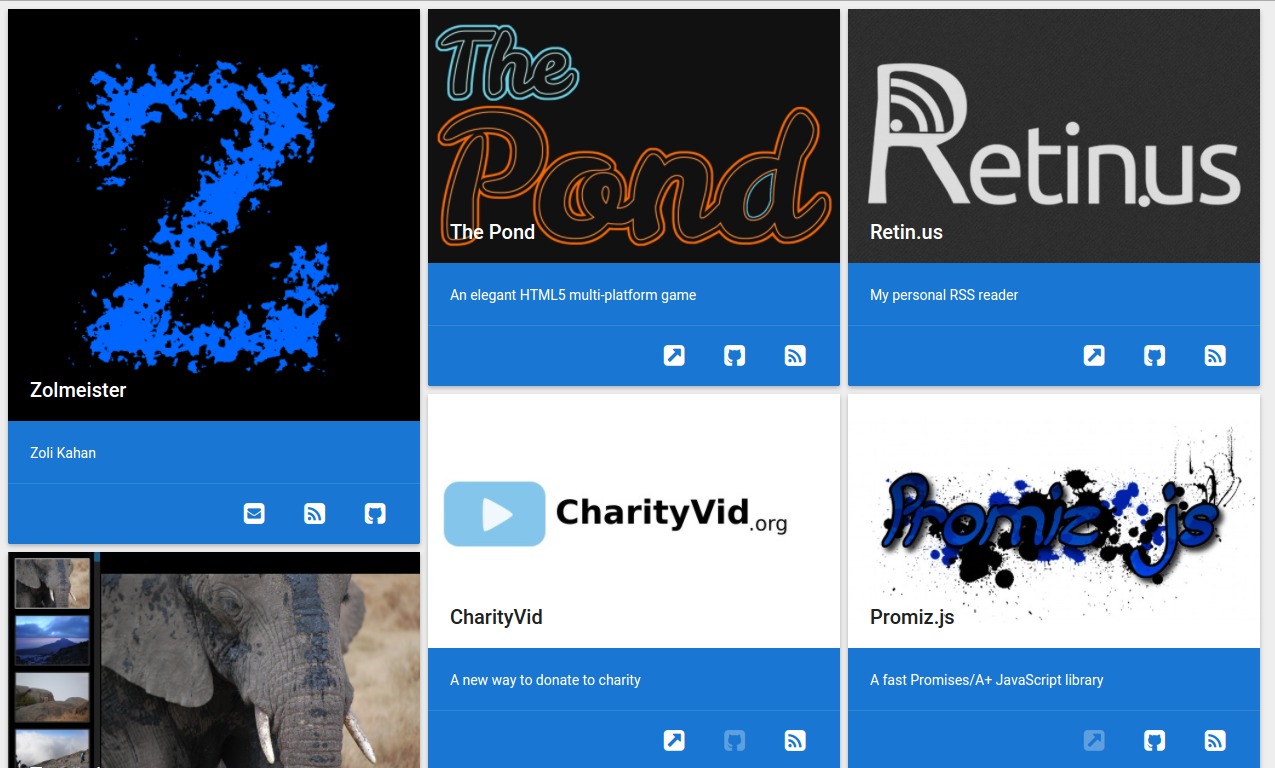 Z
Zolmeister
Zoli Kahan
The
Pond
The Pond
An elegant HTML5 multi-platform game
Retin.us
Retin.us
My personal RSS reader
CharityVid.org
CharityVid
A new way to donate to charity
Promiz.js
Promiz.js
A fast Promises/A+ JavaScript library